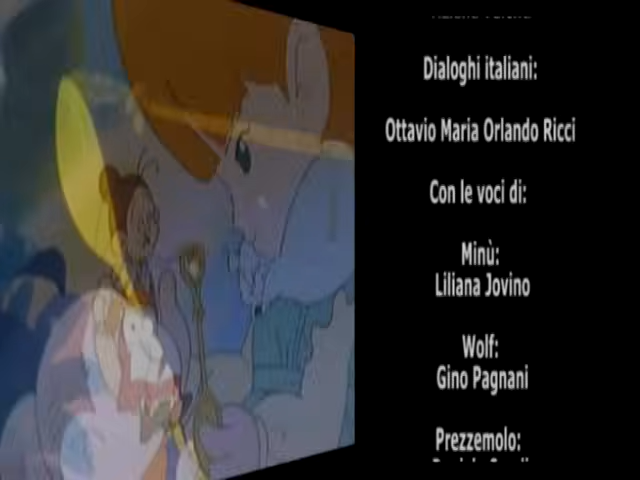 Dialoghi italiani:
Ottavio Maria Orlando Ricci
Con le voci di:
Minù:
Liliana Jovino
Wolf:
Gino Pagnani
Prezzemolo: